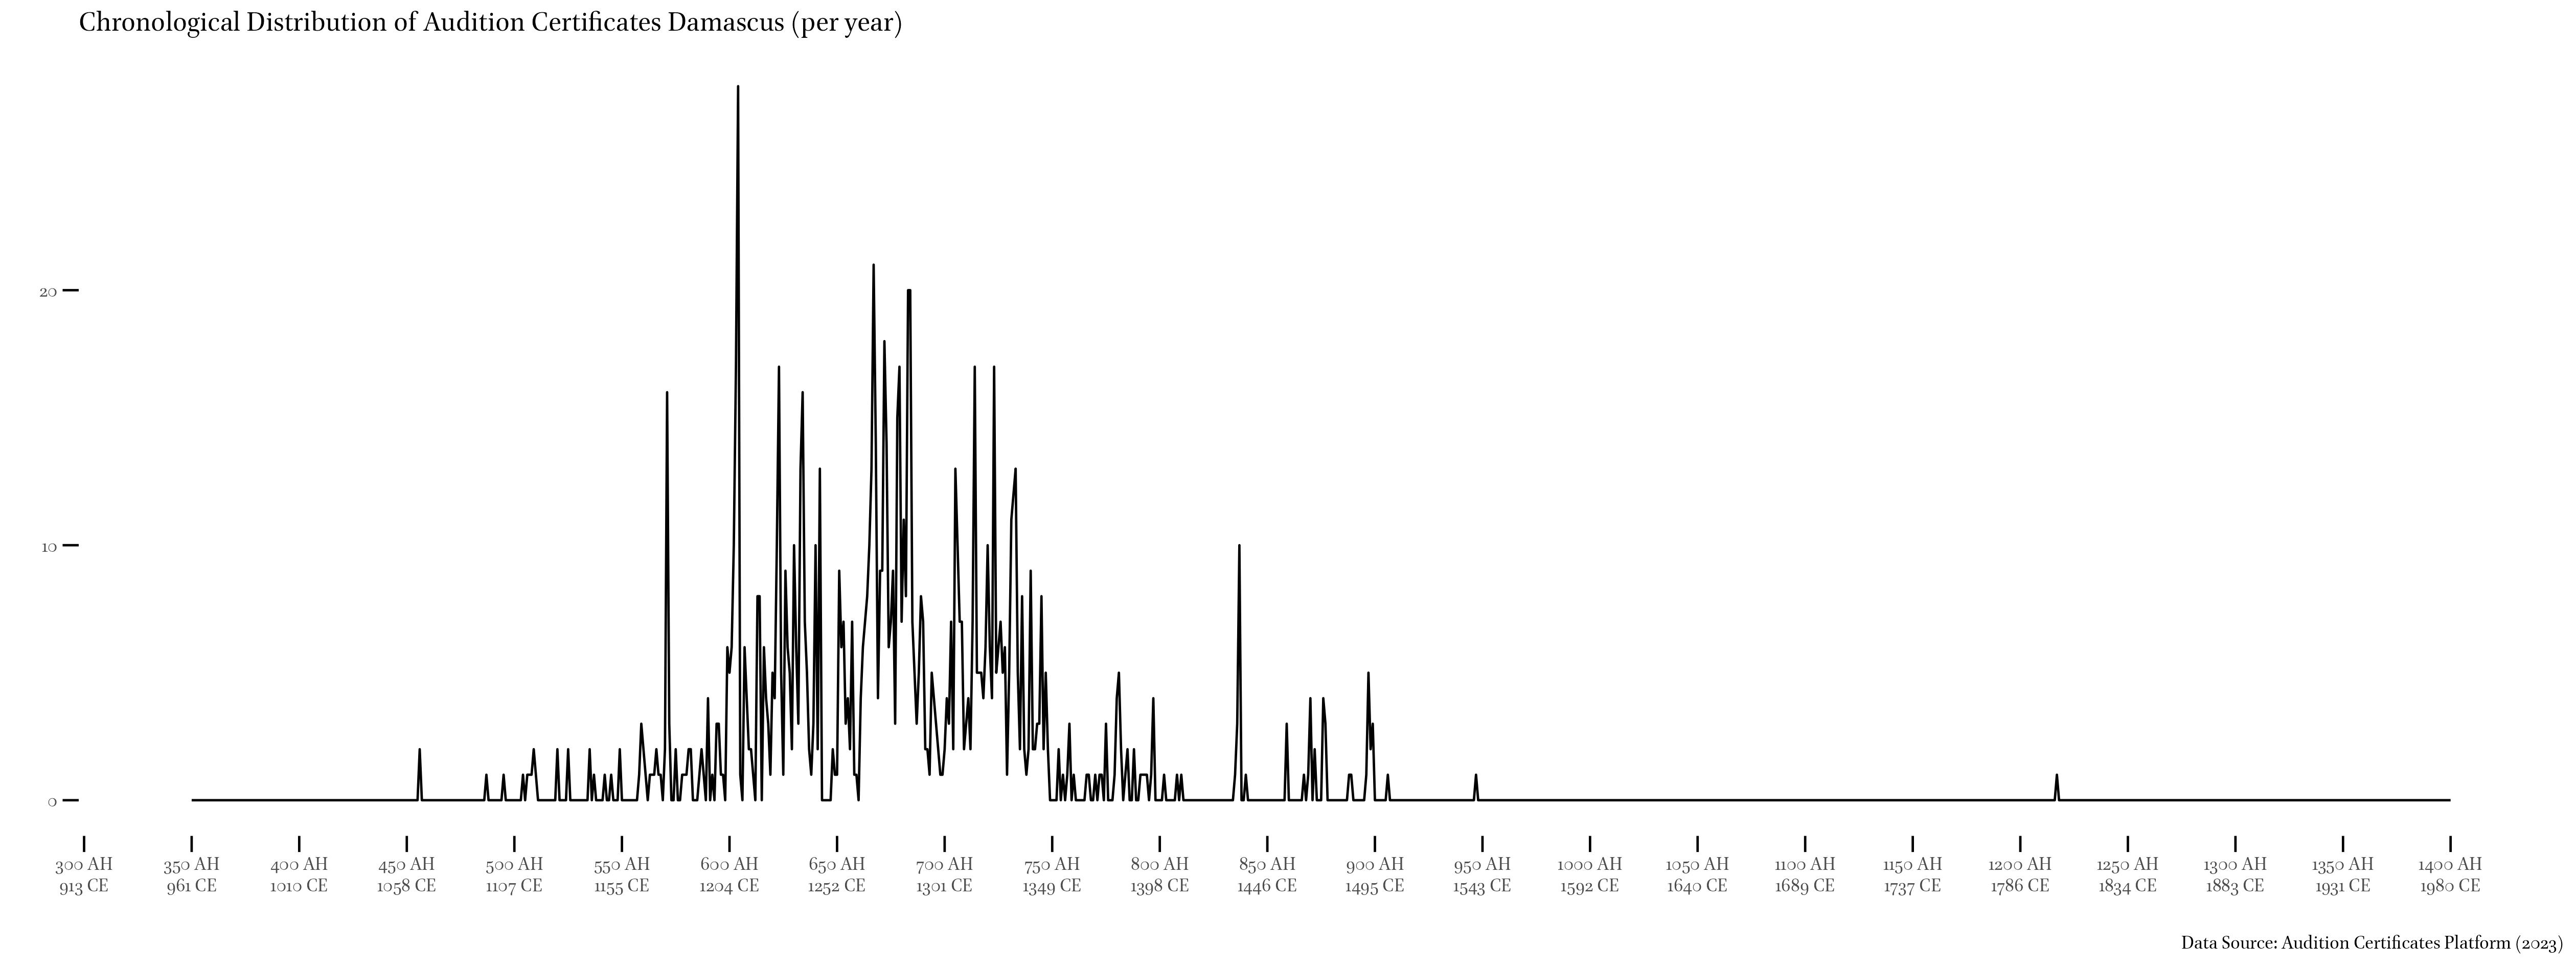 Chronological Distribution of Audition Certificates Damascus (per year)
20
10
0
300 AH 350 AH 400 AH 450 AH 500 AH 550 AH 600 AH 650 AH 700 AH 750 AH 800 AH 850 AH 900 AH 950 AH 1000 AH 1050 AH 1100 AH 1150 AH 1200 AH 1250 AH 1300 AH 1350 AH 1400 AH
913 CE 961 CE 1010 CE 1058 CE 1107 CE 1155 CE 1204 CE 1252 CE 1301 CE 1349 CE 1398 CE 1446 CE 1495 CE 1543 CE 1592 CE 1640 CE 1689 CE 1737 CE 1786 CE 1834 CE 1883 CE 1931 CE 1980 CE
Data Source: Audition Certificates Platform (2023)